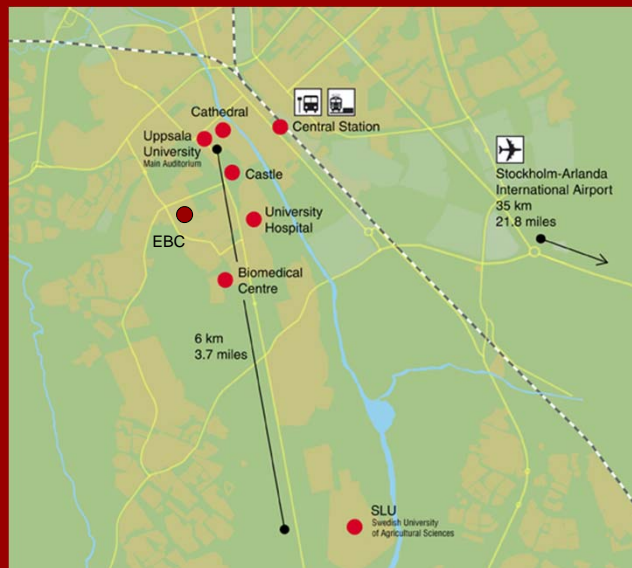 Cathedral
Uppsala
University
Main Auditorium
Central Station
Castle
Stockholm-Arlanda
International Airport
35 km
21.8 miles
University
Hospital
EBC
Biomedical
Centre
6 km
3.7 miles
SLU
Swedish University
of Agricultural Sciences